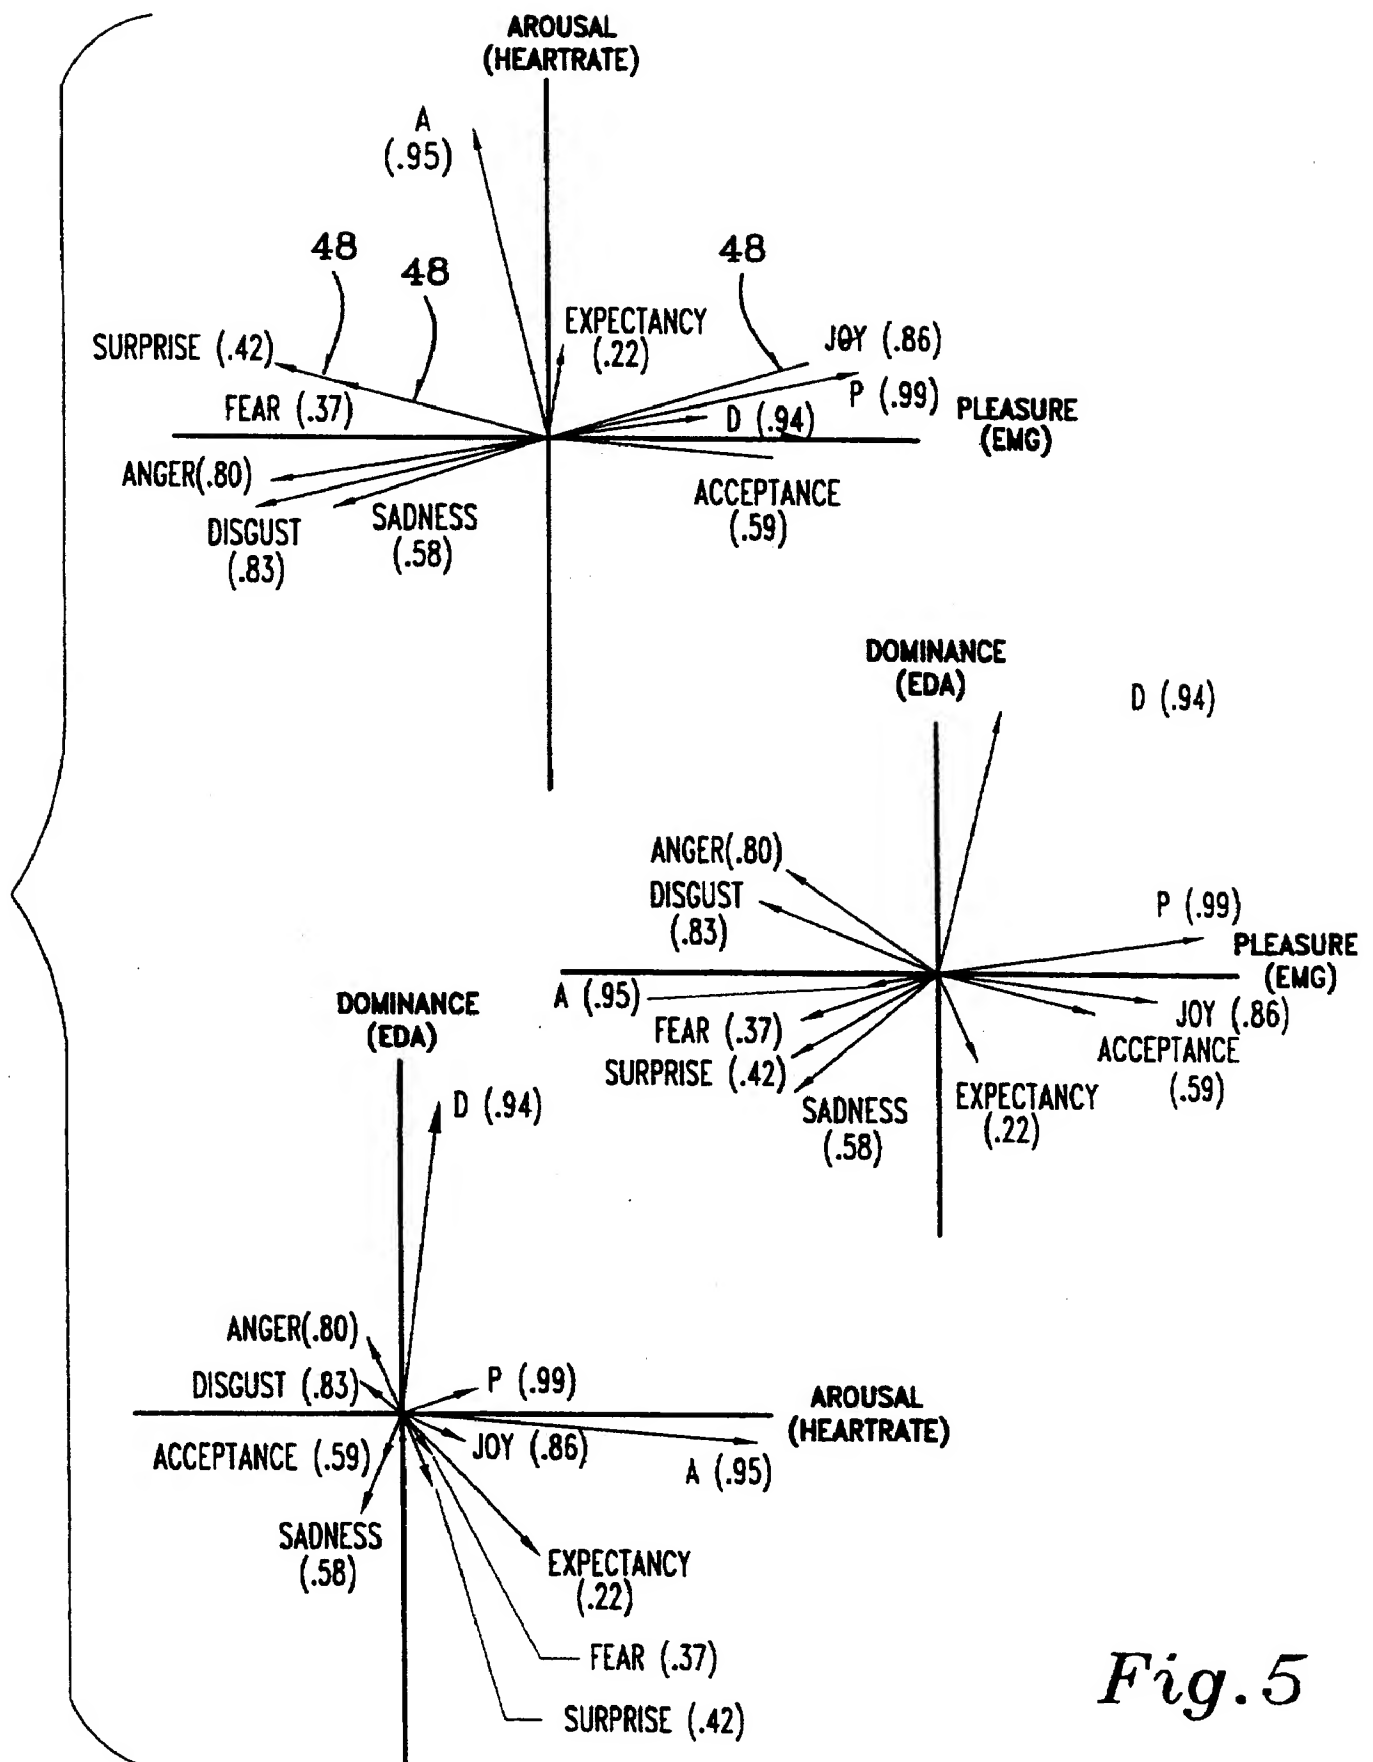 AROUSAL
(HEARTRATE)
A
(.95)
48
48
48
EXPECTANCY
(.22)
SURPRISE (.42)
JOY (.86)
FEAR (.37)
P (.99)
D (.94)
PLEASURE
(EMG)
ANGER(.80)
ACCEPTANCE
(.59)
DISGUST
(.83)
SADNESS
(.58)
DOMINANCE
(EDA)
D (.94)
ANGER(.80)
DISGUST
(.83)
P (.99)
PLEASURE
(EMG)
A (.95)
FEAR (.37)
SURPRISE (.42)
JOY (.86)
ACCEPTANCE
(.59)
SADNESS
(.58)
EXPECTANCY
(.22)
DOMINANCE
(EDA)
D (.94)
ANGER(.80)
DISGUST (.83)
P (.99)
AROUSAL
(HEARTRATE)
ACCEPTANCE (.59)
JOY (.86)
A (.95)
SADNESS
(.58)
EXPECTANCY
(.22)
FEAR (.37)
SURPRISE (.42)
Fig.5